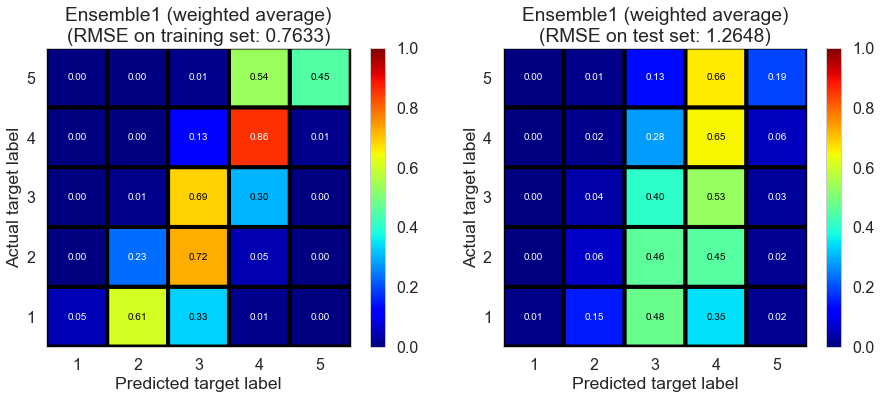 Ensemble1 (weighted average)
(RMSE on training set: 0.7633)
Actual target label
5 0.00 0.00 0.01 0.54 0.45
4 0.00 0.00 0.13 0.86 0.01
3 0.00 0.01 0.69 0.30 0.00
2 0.00 0.23 0.72 0.05 0.00
1 0.05 0.61 0.33 0.01 0.00
1 2 3 4 5
Predicted target label
1.0
0.8
0.6
0.4
0.2
0.0
Ensemble1 (weighted average)
(RMSE on test set: 1.2648)
Actual target label
5 0.00 0.01 0.13 0.66 0.19
4 0.00 0.02 0.28 0.65 0.06
3 0.00 0.04 0.40 0.53 0.03
2 0.00 0.06 0.46 0.45 0.02
1 0.01 0.15 0.48 0.35 0.02
1 2 3 4 5
Predicted target label
1.0
0.8
0.6
0.4
0.2
0.0